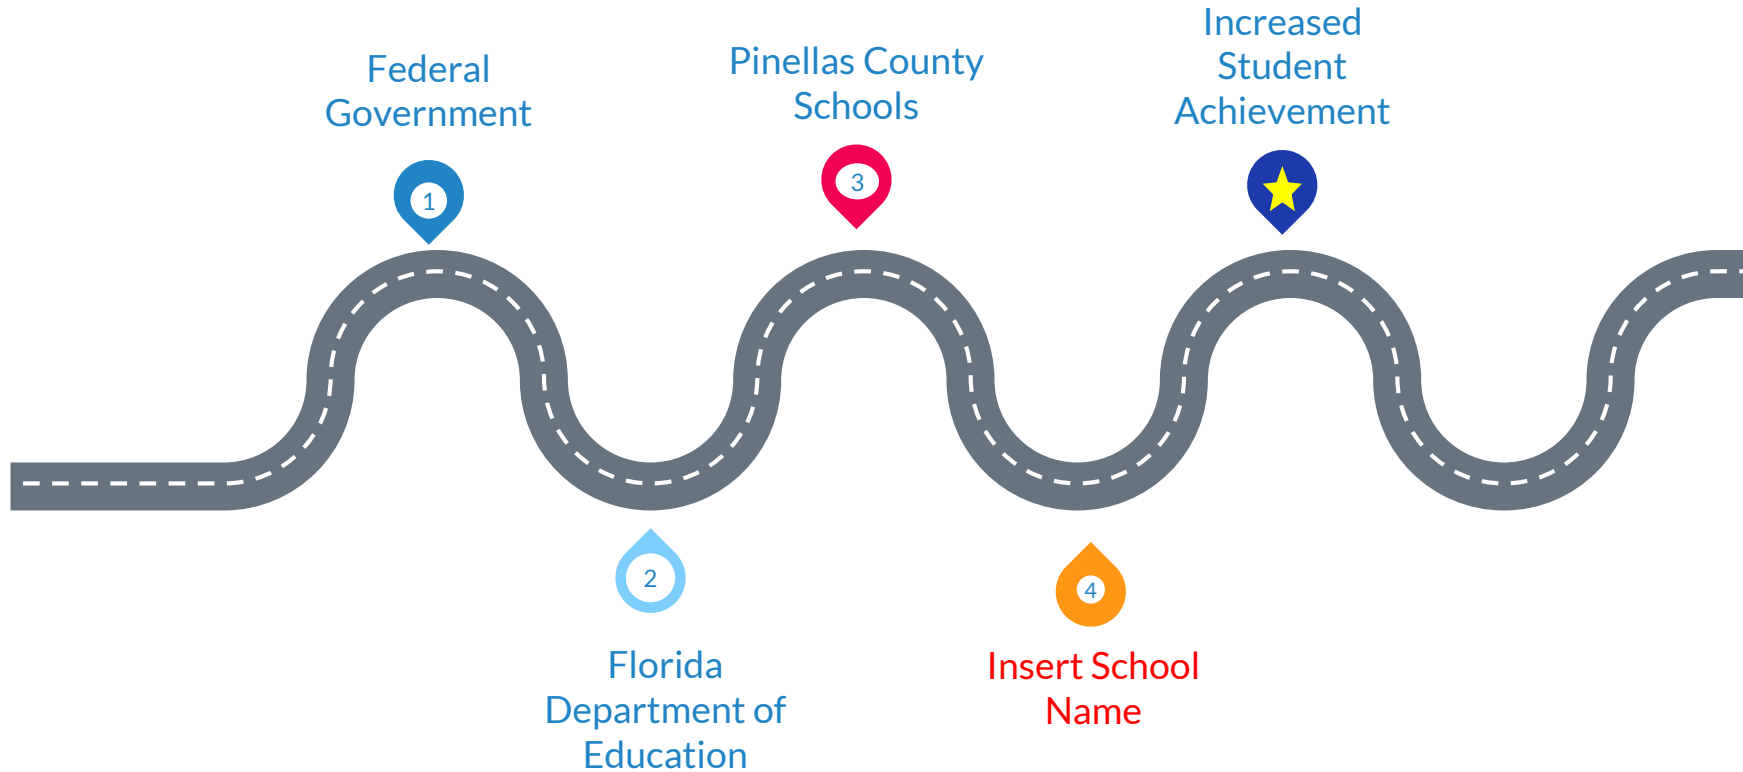 Federal
Government
1
Florida
Department of
Education
2
Pinellas County
Schools
3
Insert School
Name
4
Increased
Student
Achievement